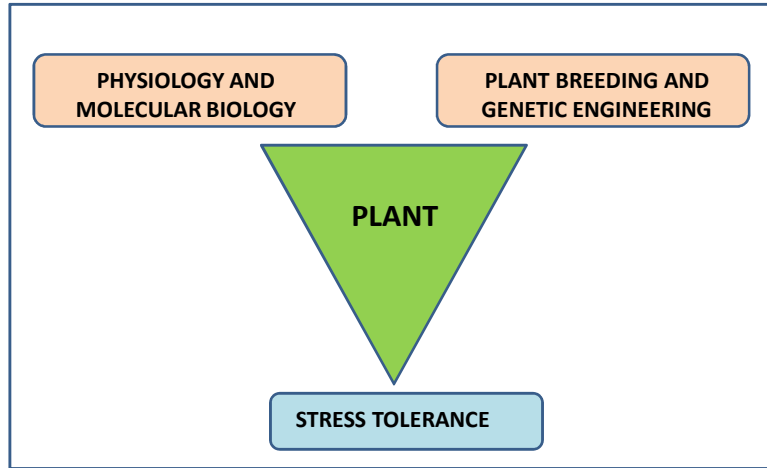 PHYSIOLOGY AND
MOLECULAR BIOLOGY
PLANT BREEDING AND
GENETIC ENGINEERING
PLANT
STRESS TOLERANCE